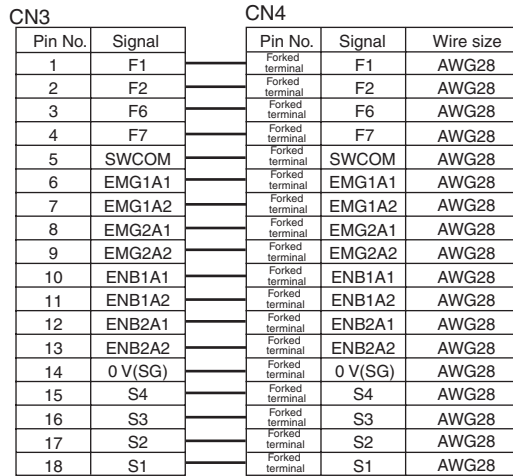 CN3 CN4
Pin No. Signal Pin No. Signal Wire size
1 F1 Forked terminal F1 AWG28
2 F2 Forked terminal F2 AWG28
3 F6 Forked terminal F6 AWG28
4 F7 Forked terminal F7 AWG28
5 SWCOM Forked terminal SWCOM AWG28
6 EMG1A1 Forked terminal EMG1A1 AWG28
7 EMG1A2 Forked terminal EMG1A2 AWG28
8 EMG2A1 Forked terminal EMG2A1 AWG28
9 EMG2A2 Forked terminal EMG2A2 AWG28
10 ENB1A1 Forked terminal ENB1A1 AWG28
11 ENB1A2 Forked terminal ENB1A2 AWG28
12 ENB2A1 Forked terminal ENB2A1 AWG28
13 ENB2A2 Forked terminal ENB2A2 AWG28
14 0 V(SG) Forked terminal 0 V(SG) AWG28
15 S4 Forked terminal S4 AWG28
16 S3 Forked terminal S3 AWG28
17 S2 Forked terminal S2 AWG28
18 S1 Forked terminal S1 AWG28